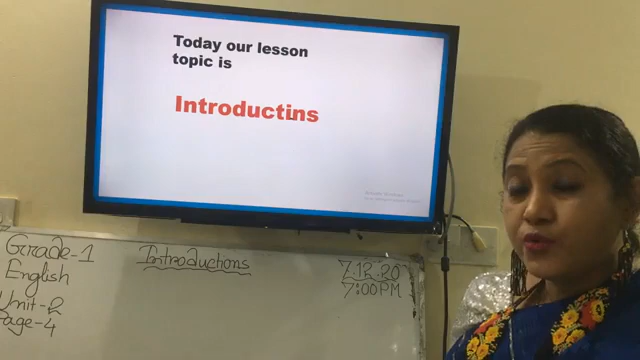 Today our lesson
topic is
Introductins
Grade-1
English
Unit-2
Page-4
Introductions
7.12.20
7:00PM